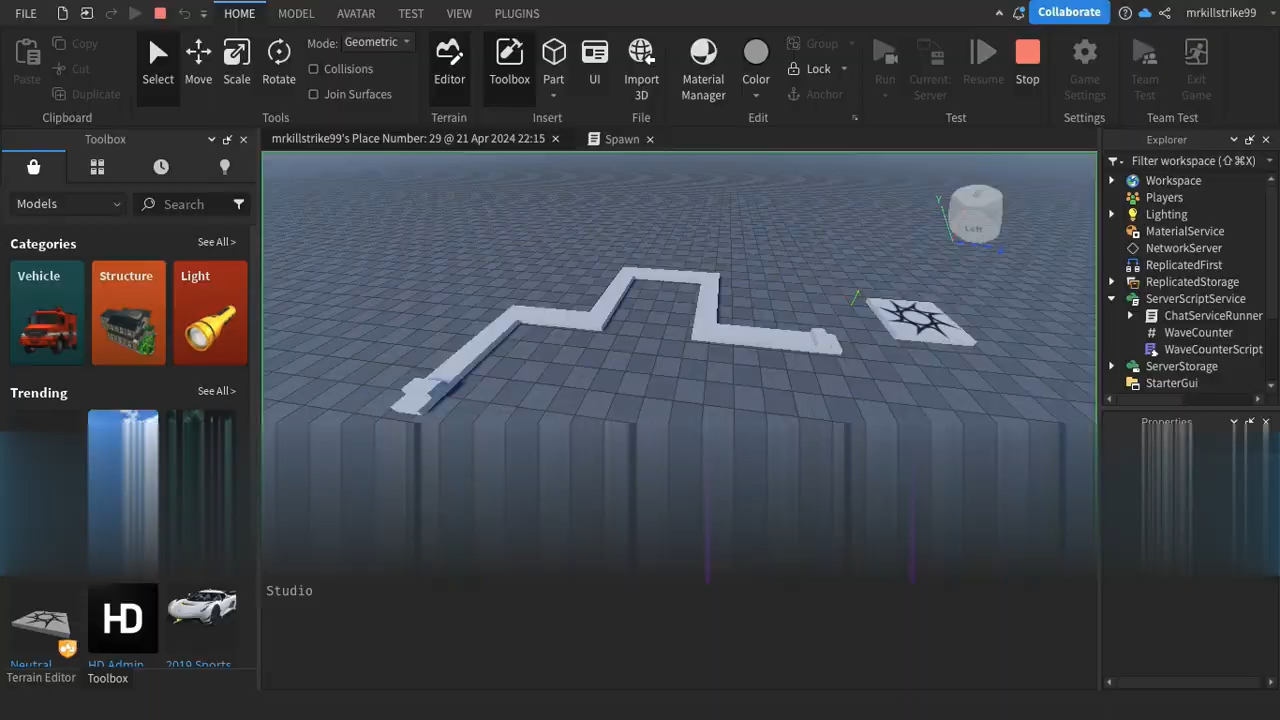 FILE HOME MODEL AVATAR TEST VIEW PLUGINS Collaborate mrkillstrike99
Paste Copy Cut Duplicate Select Move Scale Rotate Mode: Geometric Collisions Join Surfaces Editor Toolbox Part UI Import 3D Material Manager Color Group Lock Anchor Run Current: Server Resume Stop Game Settings Team Test Exit Game
Clipboard Tools Terrain Insert File Edit Test Settings Team Test
Toolbox
mrkillstrike99's Place Number: 29 @ 21 Apr 2024 22:15 Spawn
Models Search
Categories See All >
Vehicle Structure Light
Trending See All >
Neutral HD HD Admin 2019 Sports
Terrain Editor Toolbox
Y
Left
Studio
Explorer
Filter workspace (⇧⌘X)
Workspace
Players
Lighting
MaterialService
NetworkServer
ReplicatedFirst
ReplicatedStorage
ServerScriptService
ChatServiceRunner
WaveCounter
WaveCounterScript
ServerStorage
StarterGui
Properties